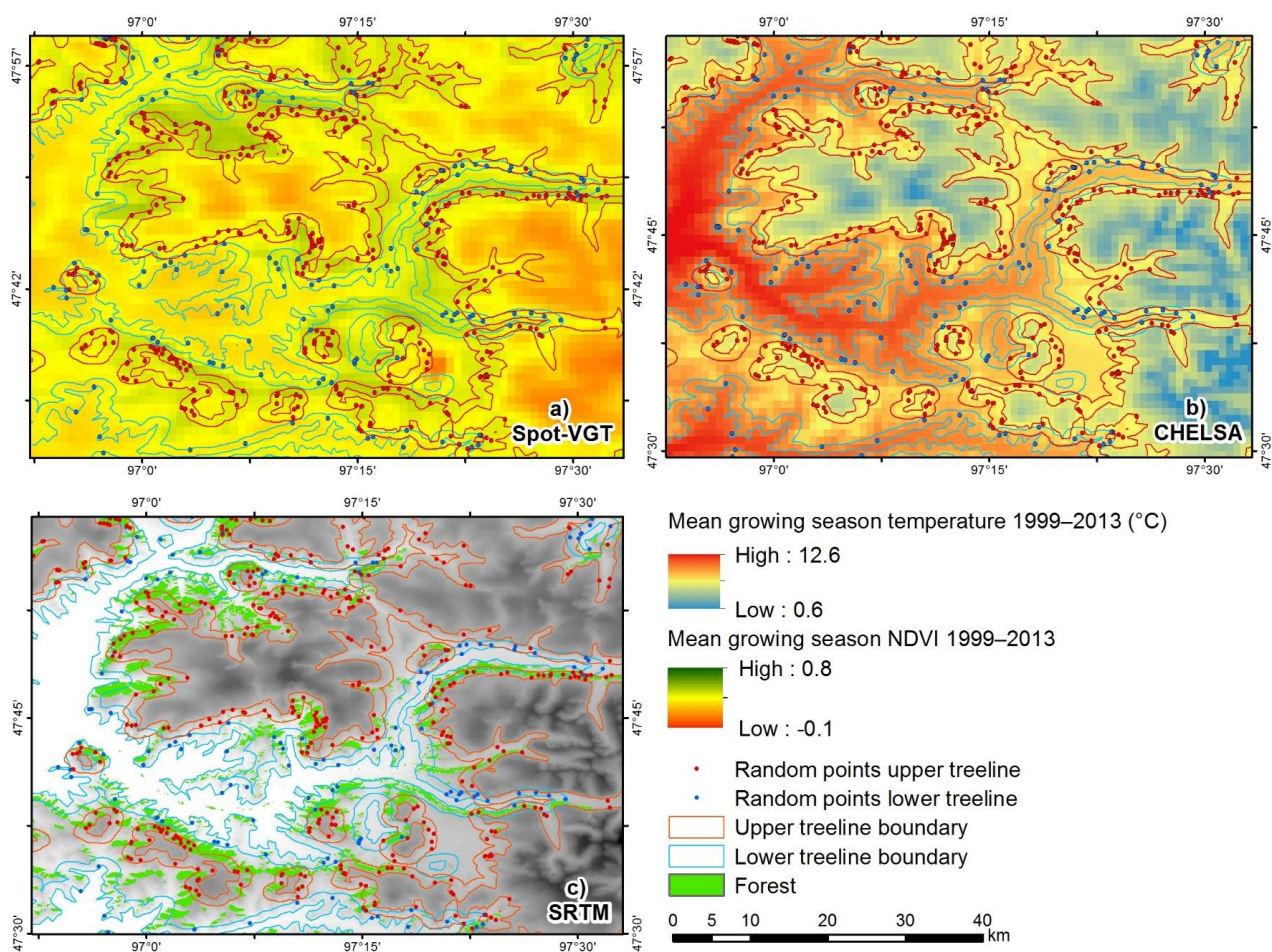 97°0' 97°15' 97°30'
97°0' 97°15' 97°30'
47°57'
47°57'
47°45'
47°42'
47°42'
47°30'
a)
Spot-VGT
b)
CHELSA
97°0' 97°15' 97°30'
97°0' 97°15' 97°30'
97°0' 97°15' 97°30'
47°45'
47°30'
47°30'
c)
SRTM
97°0' 97°15' 97°30'
Mean growing season temperature 1999–2013 (°C)
High : 12.6
Low : 0.6
Mean growing season NDVI 1999–2013
High : 0.8
Low : -0.1
Random points upper treeline
Random points lower treeline
Upper treeline boundary
Lower treeline boundary
Forest
0 5 10 20 30 40
km